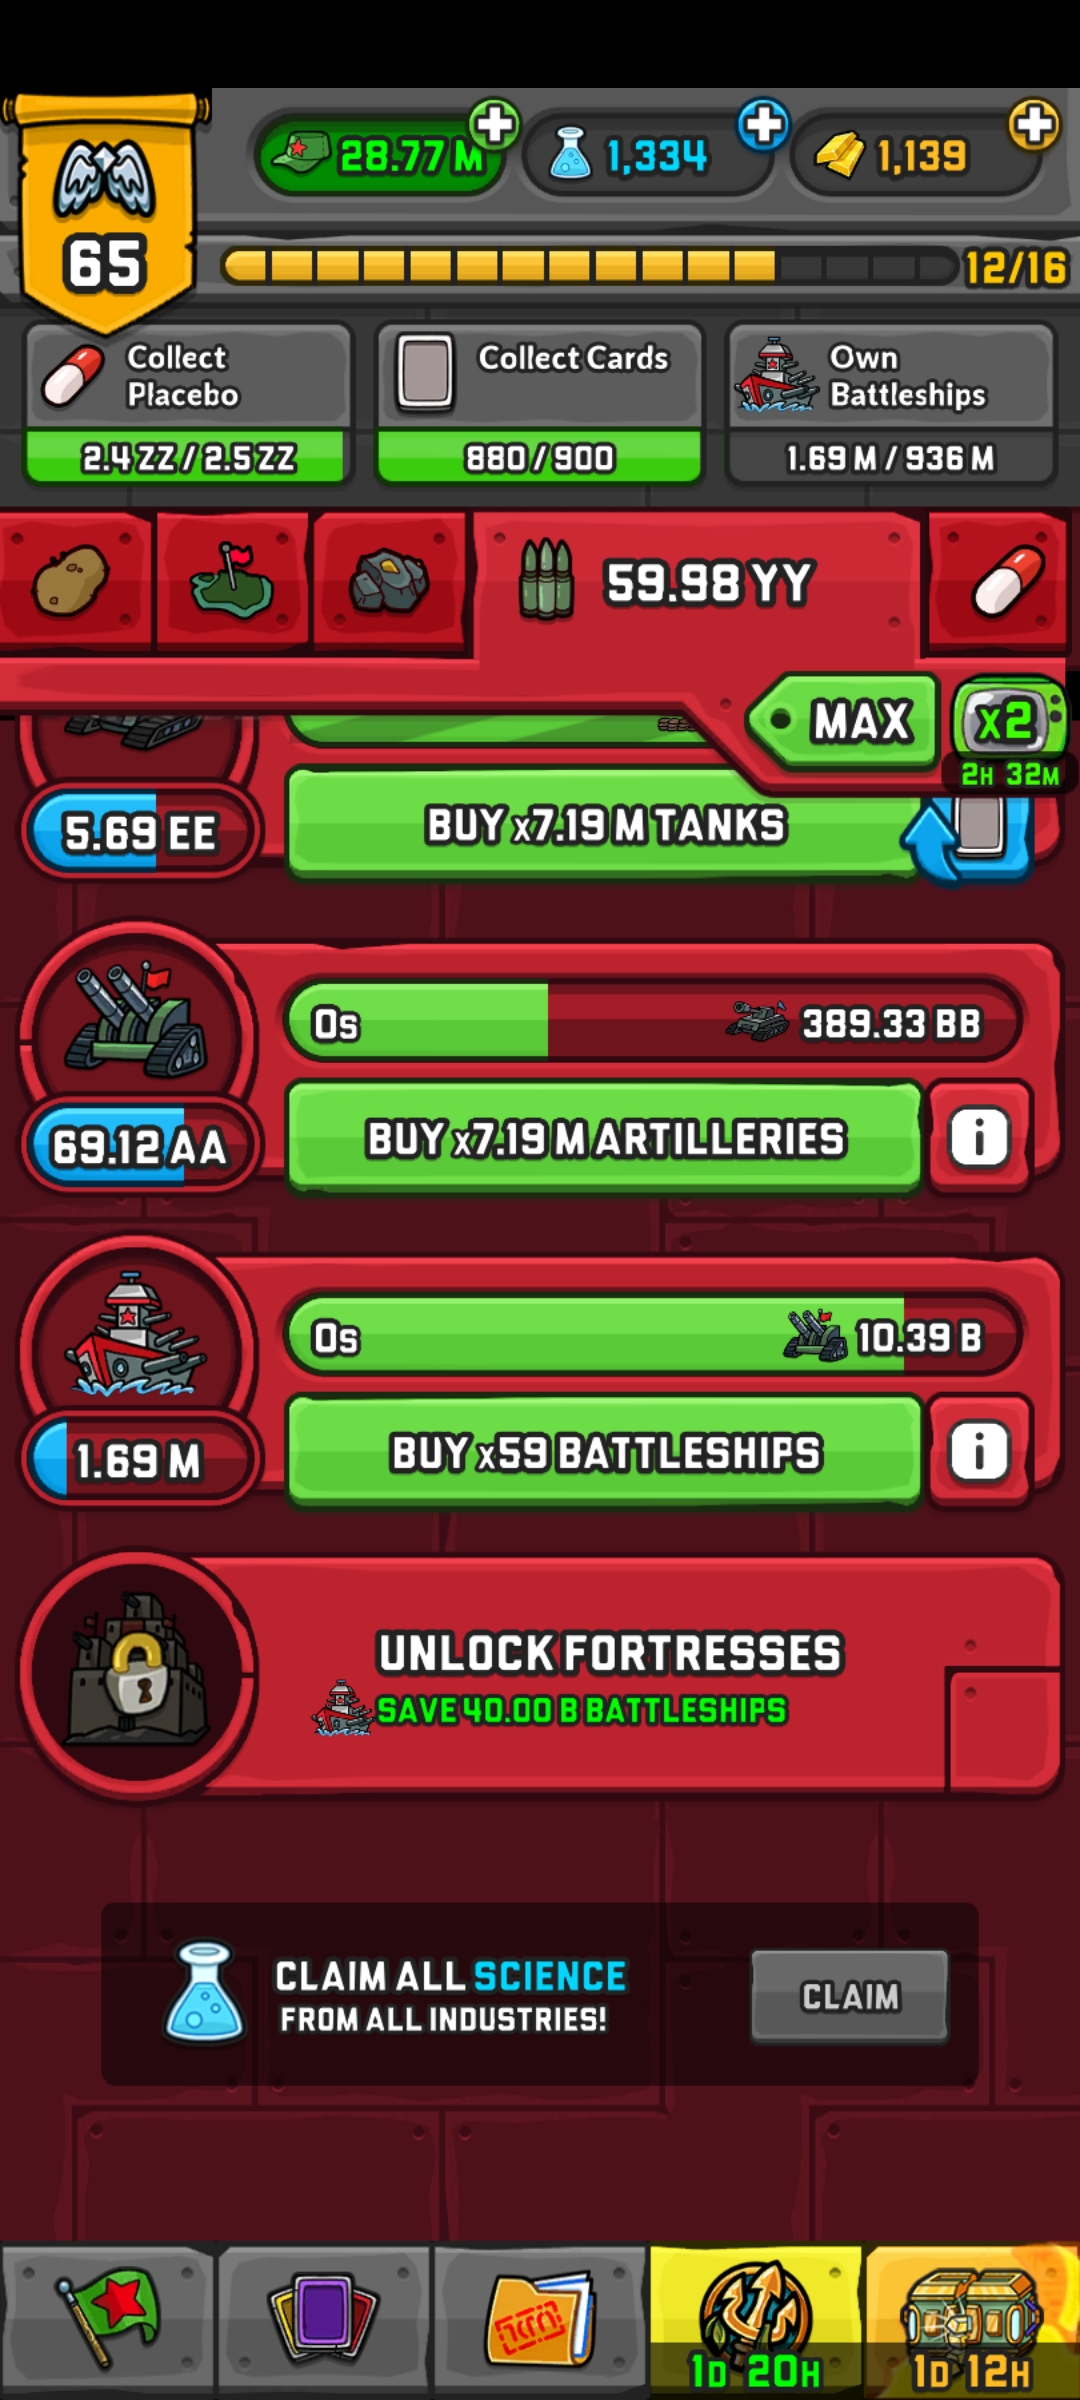 28.77 M
1,334
1,139
65
12/16
Collect
Placebo
2.4 ZZ / 2.5 ZZ
Collect Cards
880 / 900
Own
Battleships
1.69 M / 936 M
59.98 YY
MAX
x2
2H 32M
5.69 EE
BUY x7.19 M TANKS
0s
389.33 BB
69.12 AA
BUY x7.19 M ARTILLERIES
i
0s
10.39 B
1.69 M
BUY x59 BATTLESHIPS
i
UNLOCK FORTRESSES
SAVE 40.00 B BATTLESHIPS
CLAIM ALL SCIENCE
FROM ALL INDUSTRIES!
CLAIM
1D 20H
1D 12H